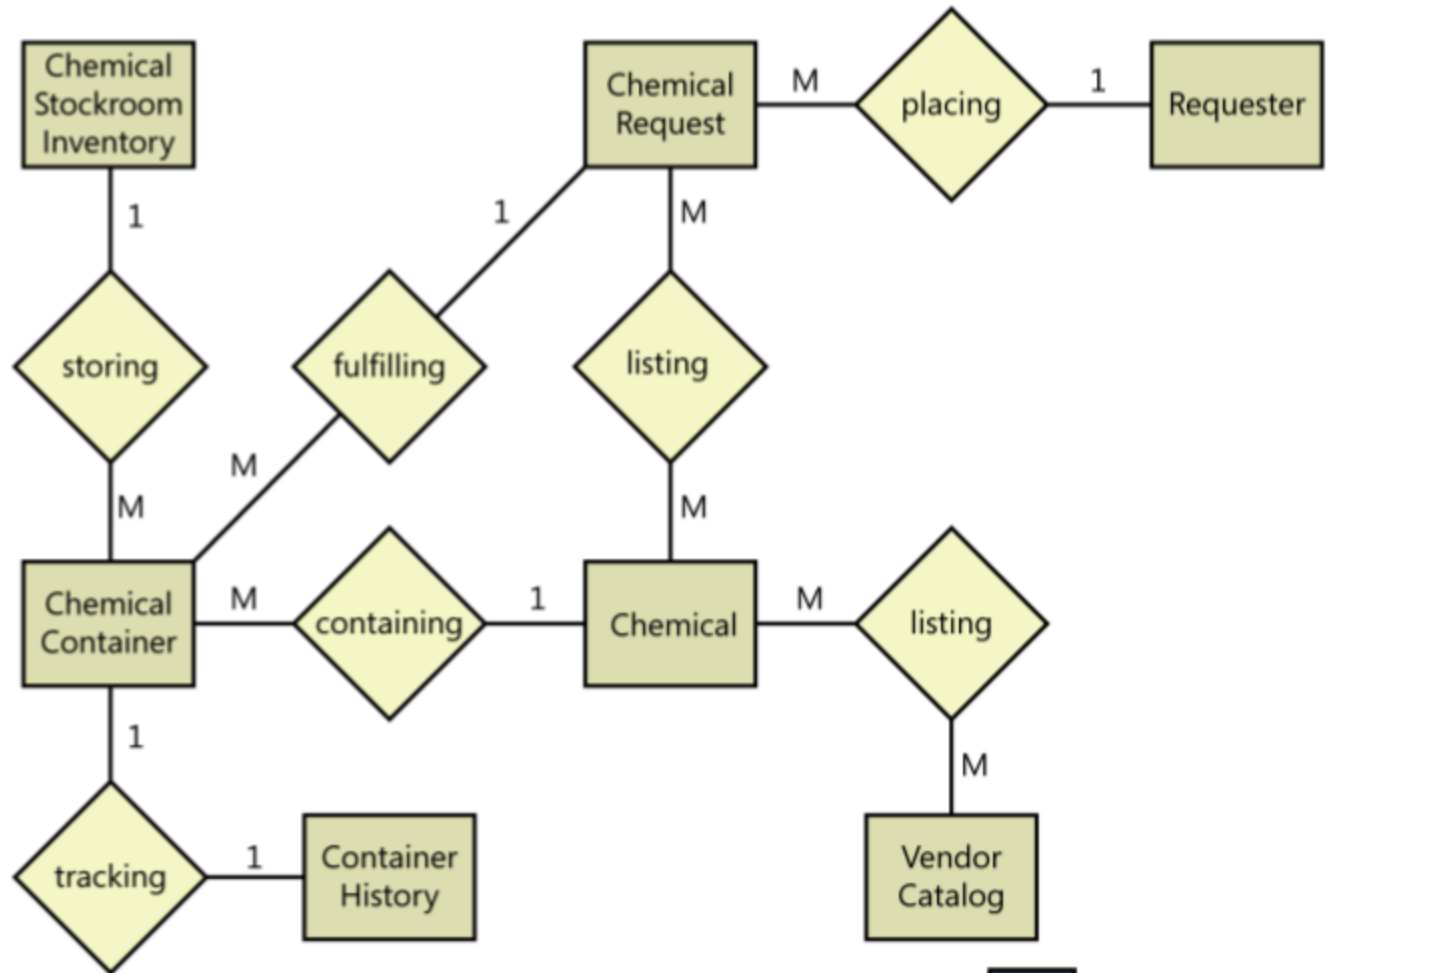 Chemical
Stockroom
Inventory
Chemical
Request
M
placing
1
Requester
1
1
M
storing
fulfilling
listing
M
M
M
Chemical
Container
M
containing
1
Chemical
M
listing
1
M
tracking
1
Container
History
Vendor
Catalog